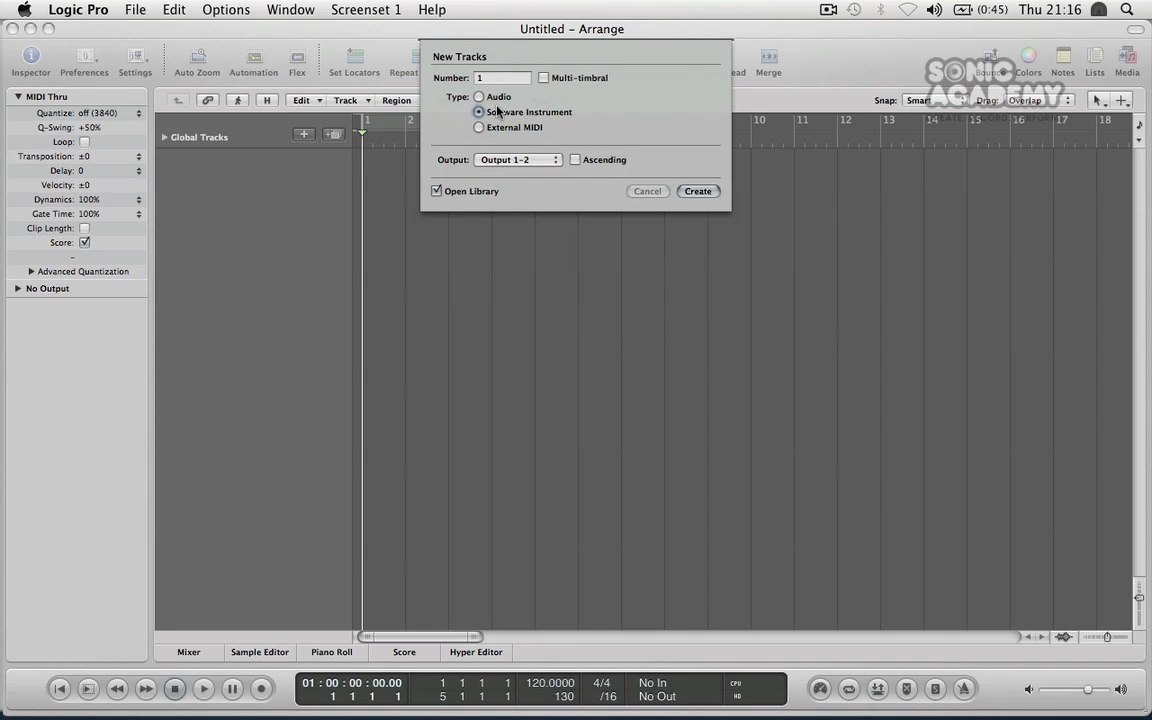 Logic Pro File Edit Options Window Screenset 1 Help (0:45) Thu 21:16
Untitled – Arrange
Inspector Preferences Settings Auto Zoom Automation Flex Set Locators Repeat Merge Bounce Colors Notes Lists Media
SONIC ACADEMY
New Tracks
Number: 1 Multi-timbral
Type: Audio
Software Instrument
External MIDI
Output: Output 1-2 Ascending
Open Library Cancel Create
MIDI Thru
Quantize: off (3840)
Q-Swing: +50%
Loop:
Transposition: ±0
Delay: 0
Velocity: ±0
Dynamics: 100%
Gate Time: 100%
Clip Length:
Score:
Advanced Quantization
No Output
H Edit Track Region Snap: Smart Drag: Overlap
Global Tracks
1 2 10 11 12 13 14 15 16 17 18
Mixer Sample Editor Piano Roll Score Hyper Editor
01 : 00 : 00 : 00.00 1 1 1 120.0000 4/4 No In CPU
1 1 1 1 5 1 1 1 130 /16 No Out HD